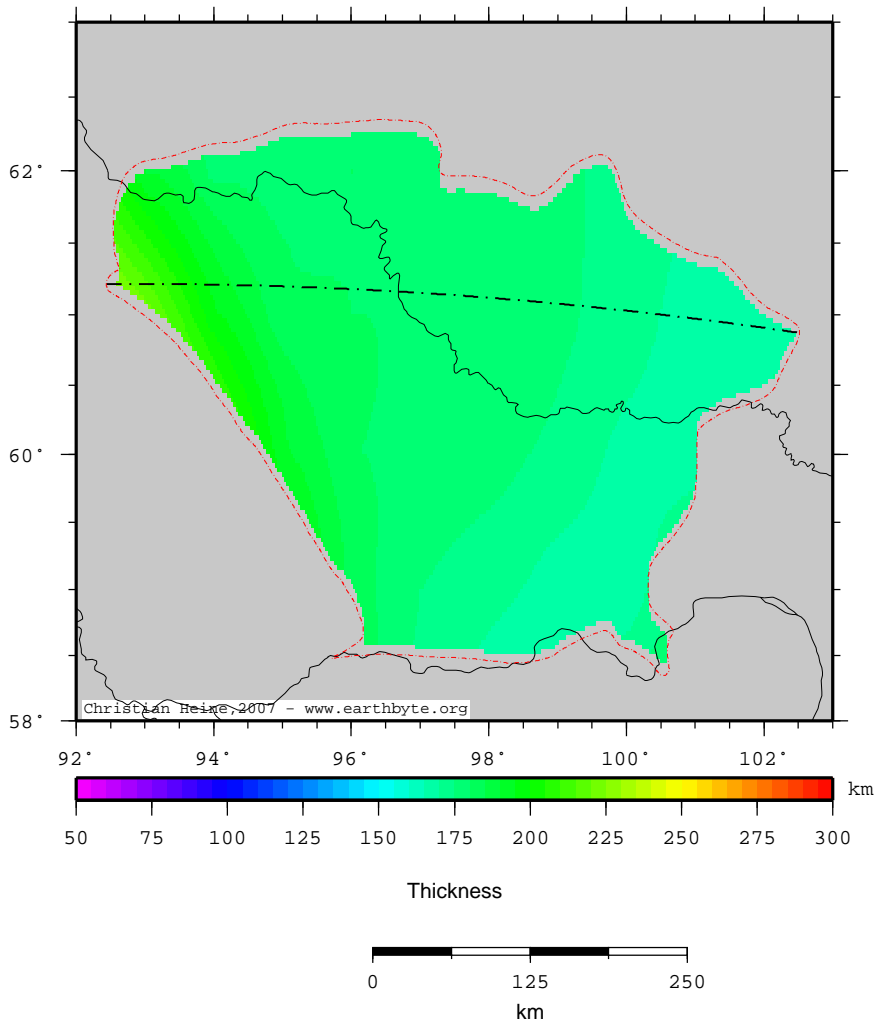 62°
60°
58°
Christian Heine,2007 - www.earthbyte.org
92° 94° 96° 98° 100° 102°
km
50 75 100 125 150 175 200 225 250 275 300
Thickness
0 125 250
km